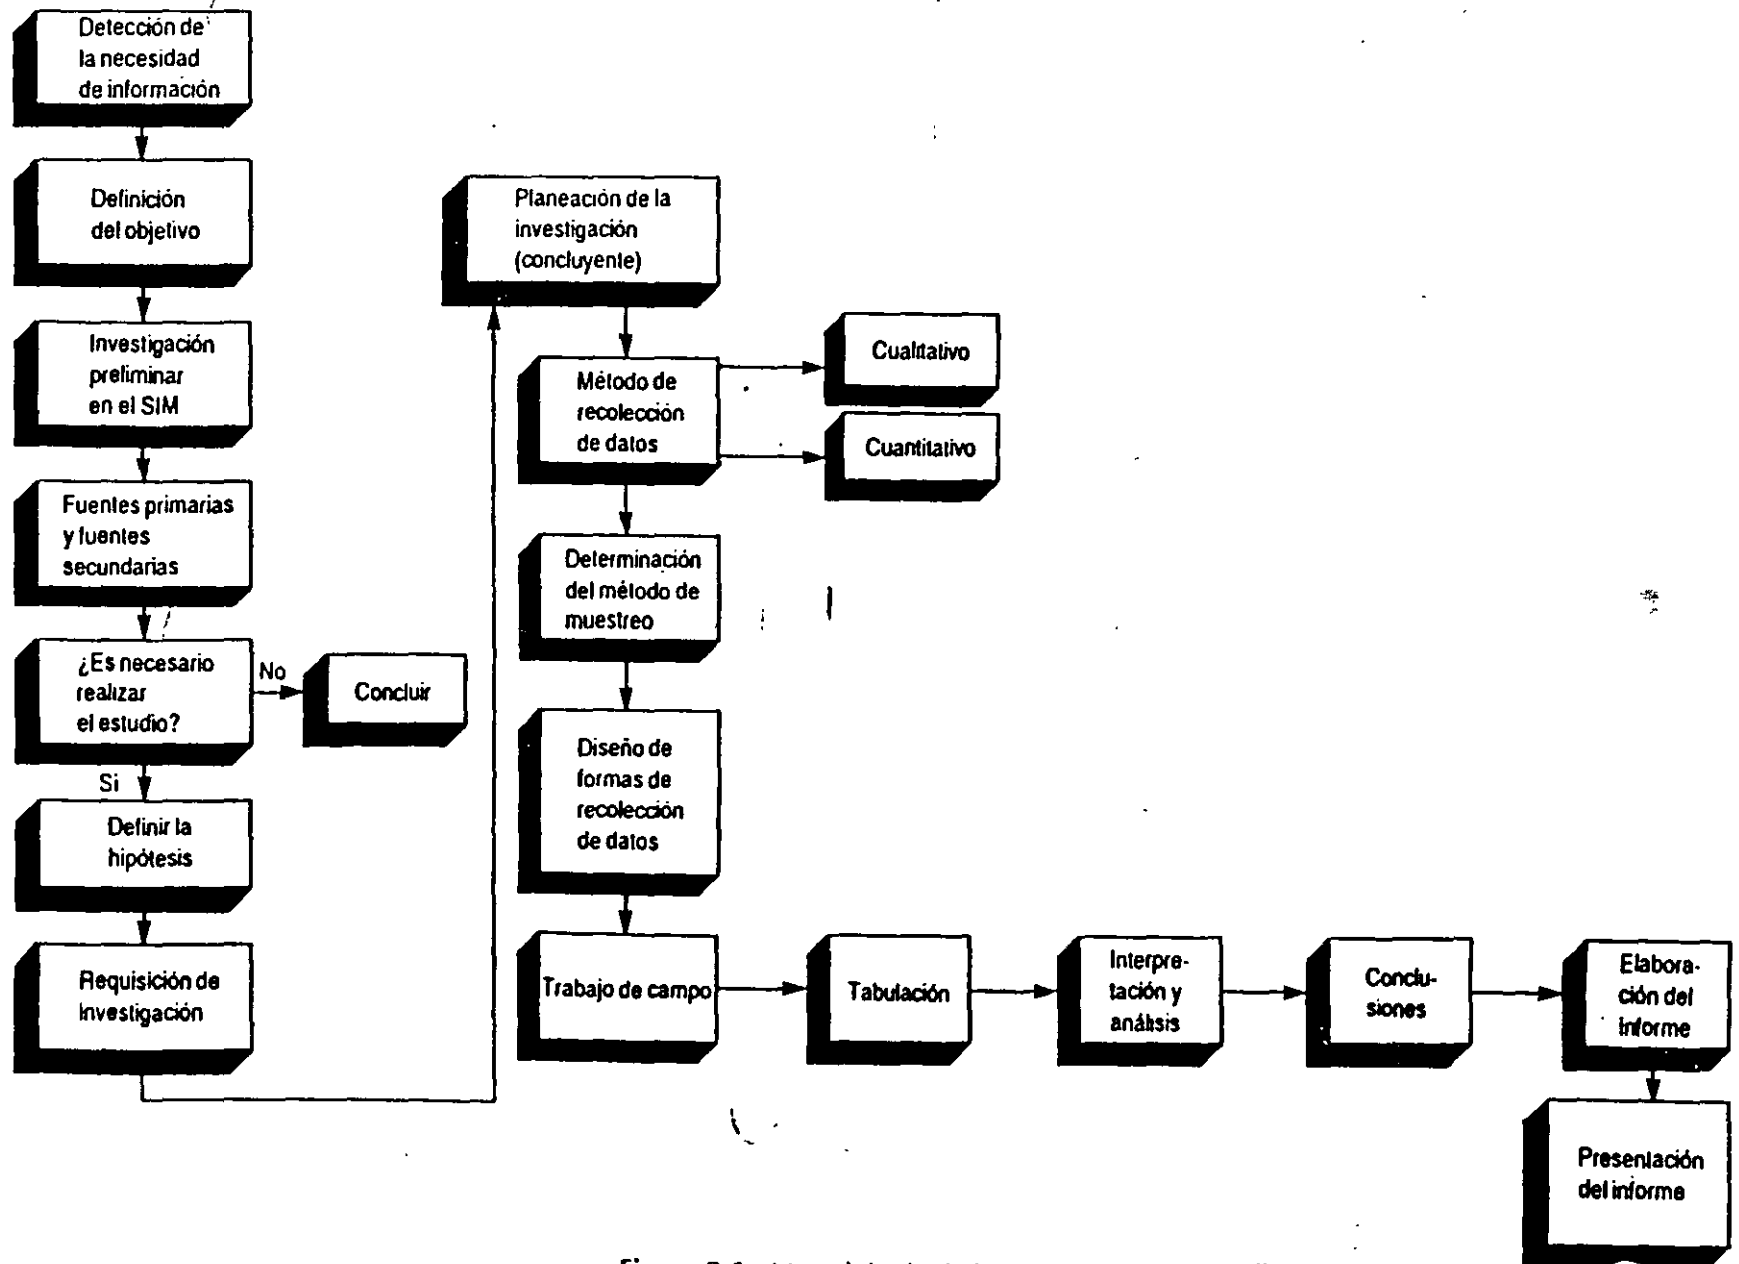 Detección de
la necesidad
de información
Definición
del objetivo
Investigación
preliminar
en el SIM
Fuentes primarias
y fuentes
secundarias
¿Es necesario
realizar
el estudio?
No
Concluir
Si
Definir la
hipótesis
Requisición de
investigación
Planeación de la
investigación
(concluyente)
Método de
recolección
de datos
Cualitativo
Cuantitativo
Determinación
del método de
muestreo
Diseño de
formas de
recolección
de datos
Trabajo de campo
Tabulación
Interpre-
tación y
análisis
Conclu-
siones
Elabora-
ción del
informe
Presentación
del informe